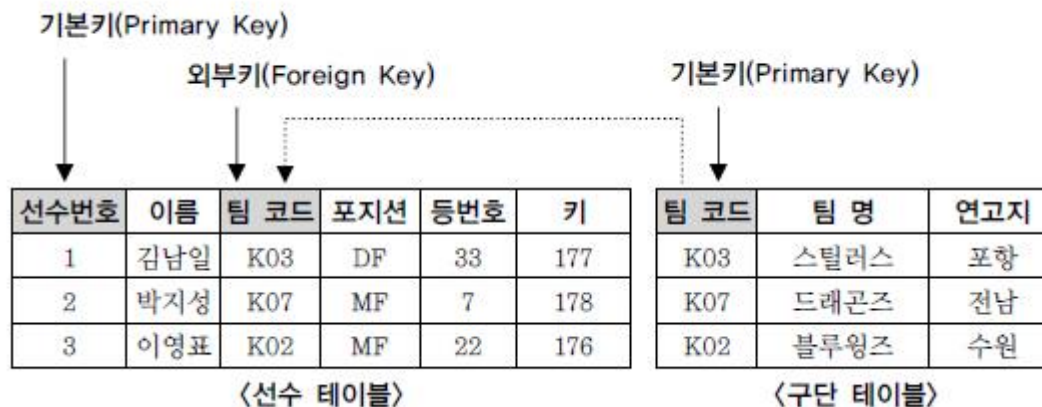 기본키(Primary Key)
외부키(Foreign Key) 기본키(Primary Key)
선수번호 이름 팀 코드 포지션 등번호 키 팀 코드 팀 명 연고지
1 김남일 K03 DF 33 177 K03 스틸러스 포항
2 박지성 K07 MF 7 178 K07 드래곤즈 전남
3 이영표 K02 MF 22 176 K02 블루윙즈 수원
〈선수 테이블〉 〈구단 테이블〉